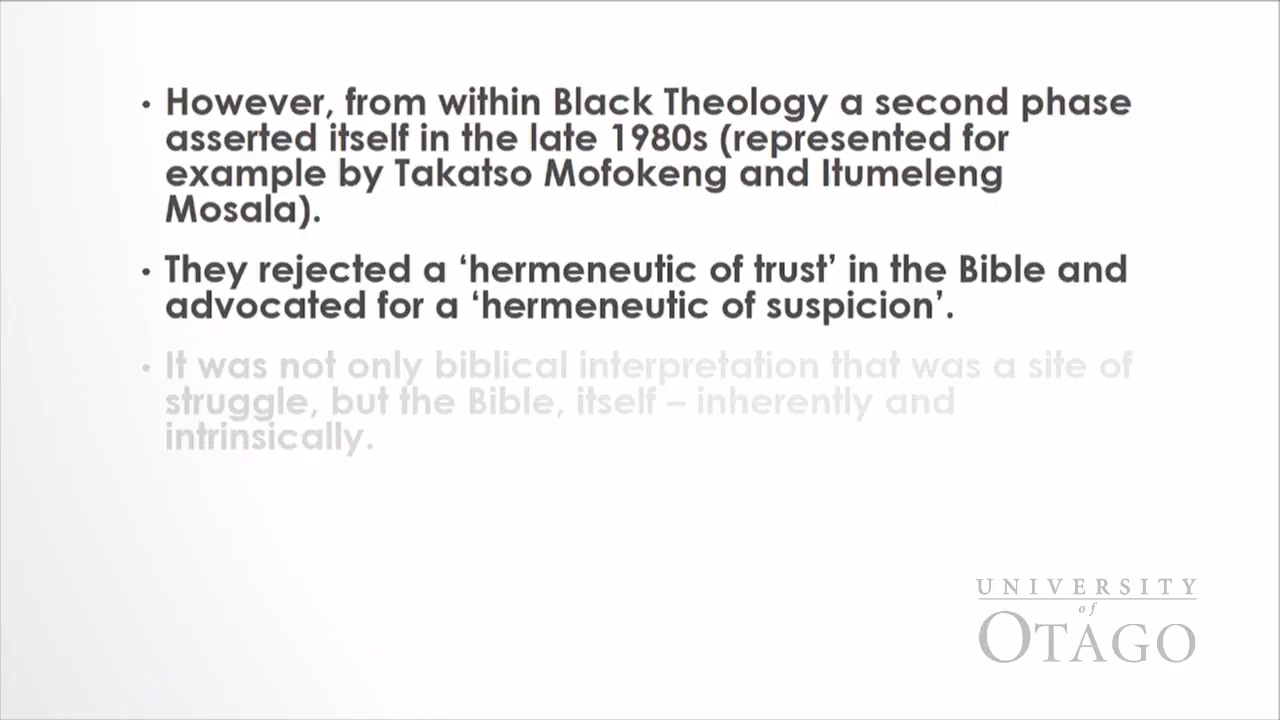 • However, from within Black Theology a second phase
asserted itself in the late 1980s (represented for
example by Takatso Mofokeng and Itumeleng
Mosala).
• They rejected a ‘hermeneutic of trust’ in the Bible and
advocated for a ‘hermeneutic of suspicion’.
• It was not only biblical interpretation that was a site of
struggle, but the Bible, itself – inherently and
intrinsically.
UNIVERSITY
of
OTAGO